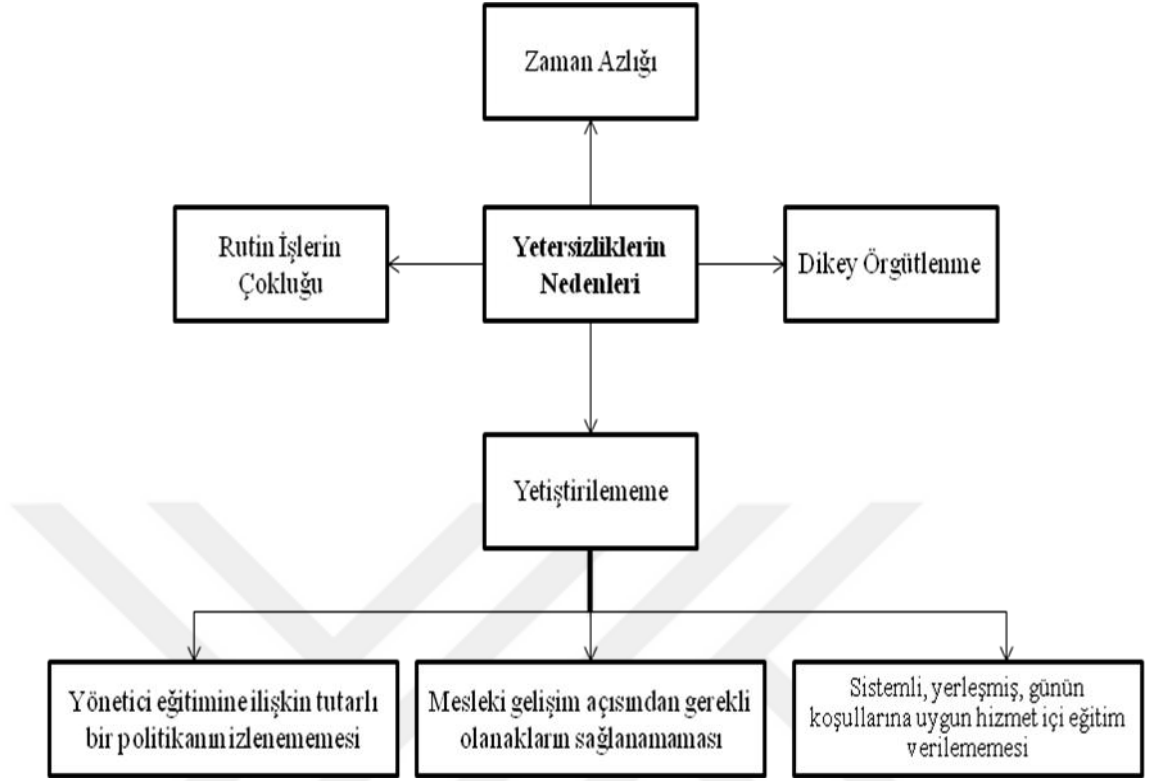 Zaman Azlığı
Rutin İşlerin
Çokluğu
Yetersizliklerin
Nedenleri
Dikey Örgütlenme
Yetiştirilememe
Yönetici eğitimine ilişkin tutarlı
bir politikanın izlenememesi
Mesleki gelişim açısından gerekli
olanakların sağlanamaması
Sistemli, yerleşmiş, günün
koşullarına uygun hizmet içi eğitim
verilememesi